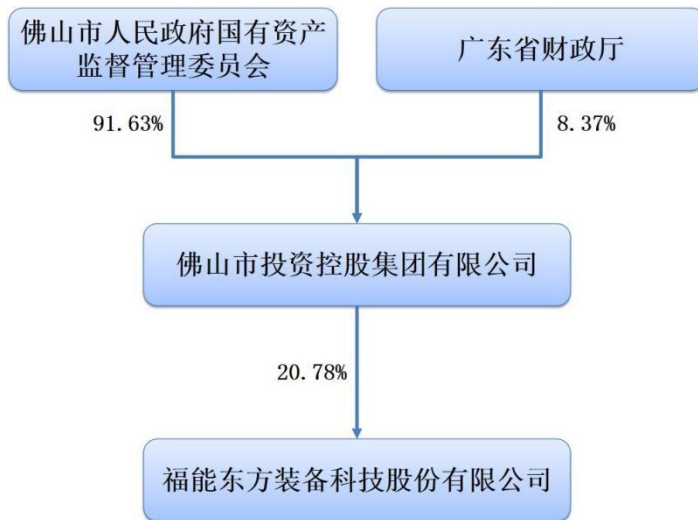 佛山市人民政府国有资产
监督管理委员会
广东省财政厅
91.63%
8.37%
佛山市投资控股集团有限公司
20.78%
福能东方装备科技股份有限公司